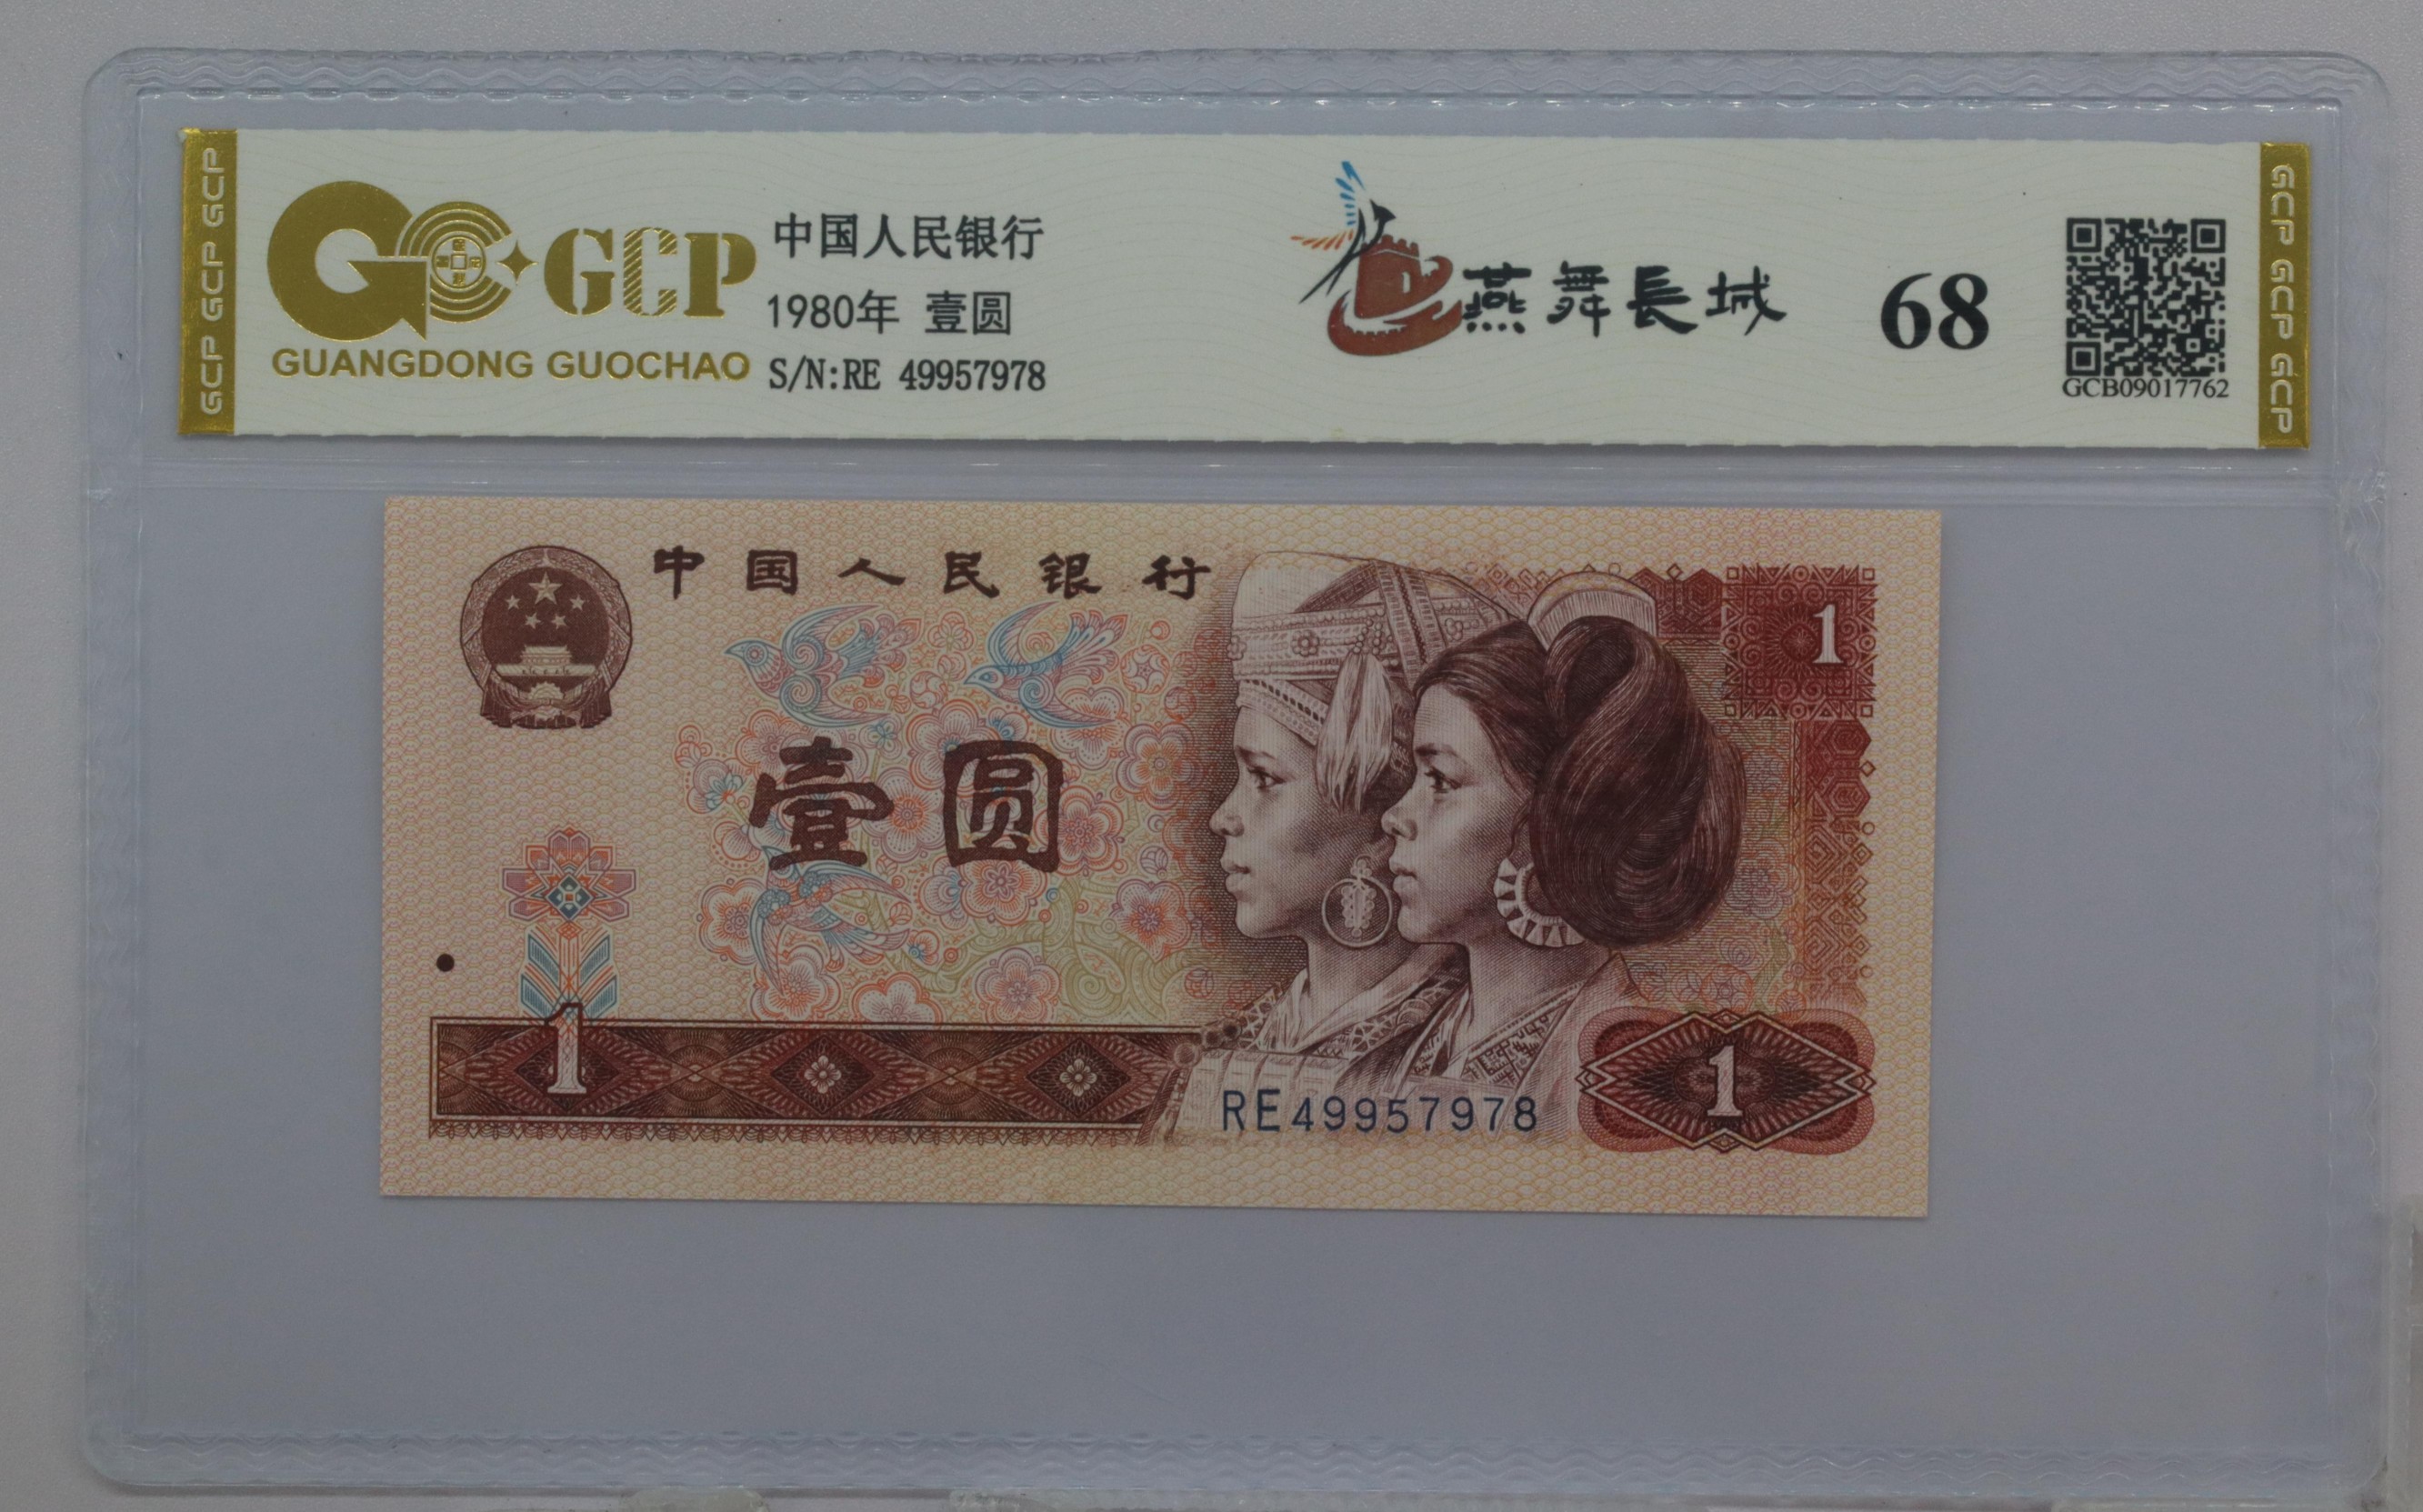 GCP GCP GCP
GCP
GUANGDONG GUOCHAO
中国人民银行
1980年 壹圆
S/N:RE 49957978
燕舞長城
68
GCB09017762
GCP GCP GCP
中国人民银行
1
壹圆
1
RE49957978
1